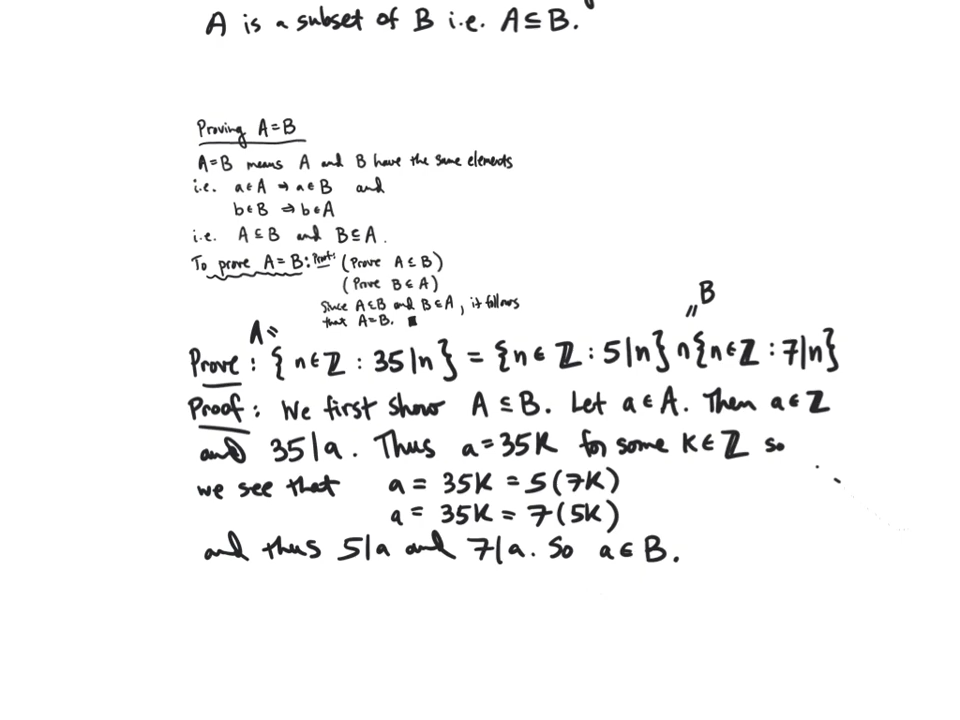 A is a subset of B i.e. A ⊆ B.
Proving A=B
A=B means A and B have the same elements
i.e. a∈A ⇒ a∈B and
b∈B ⇒ b∈A
i.e. A⊆B and B⊆A.
To prove A=B: Proof: (Prove A⊆B)
(Prove B⊆A)
Since A⊆B and B⊆A, it follows
that A=B. ■
A= = B
Prove: {n∈ℤ : 35|n} = {n∈ℤ : 5|n} ∩ {n∈ℤ : 7|n}
Proof: We first show A⊆B. Let a∈A. Then a∈ℤ
and 35|a. Thus a=35K for some K∈ℤ so
we see that a = 35K = 5(7K)
a = 35K = 7(5K)
and thus 5|a and 7|a. So a∈B.